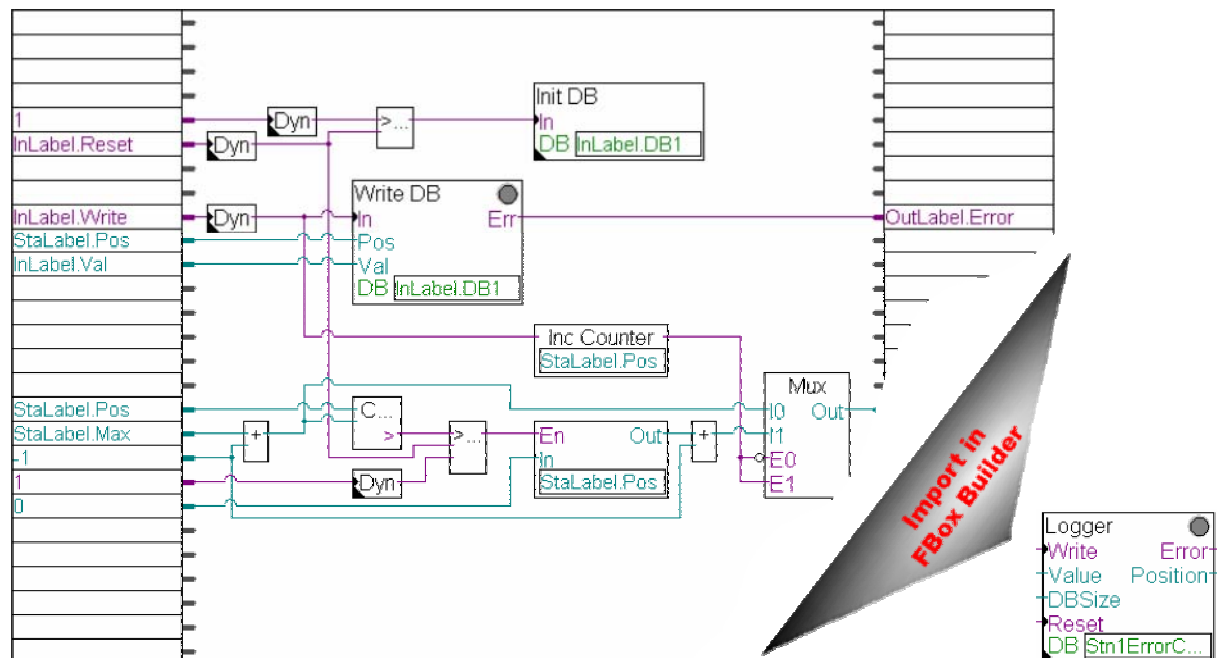 Init DB
1
Dyn
>...
In
InLabel.Reset
Dyn
DB InLabel.DB1
Write DB
InLabel.Write
Dyn
In
Err
OutLabel.Error
StaLabel.Pos
Pos
InLabel.Val
Val
DB InLabel.DB1
Inc Counter
StaLabel.Pos
Mux
StaLabel.Pos
C...
I0
Out
StaLabel.Max
+
>
>...
En
Out
+
I1
-1
In
E0
1
Dyn
StaLabel.Pos
E1
0
Import in
FBox Builder
Logger
Write
Error
Value
Position
DBSize
Reset
DB Stn1ErrorC...